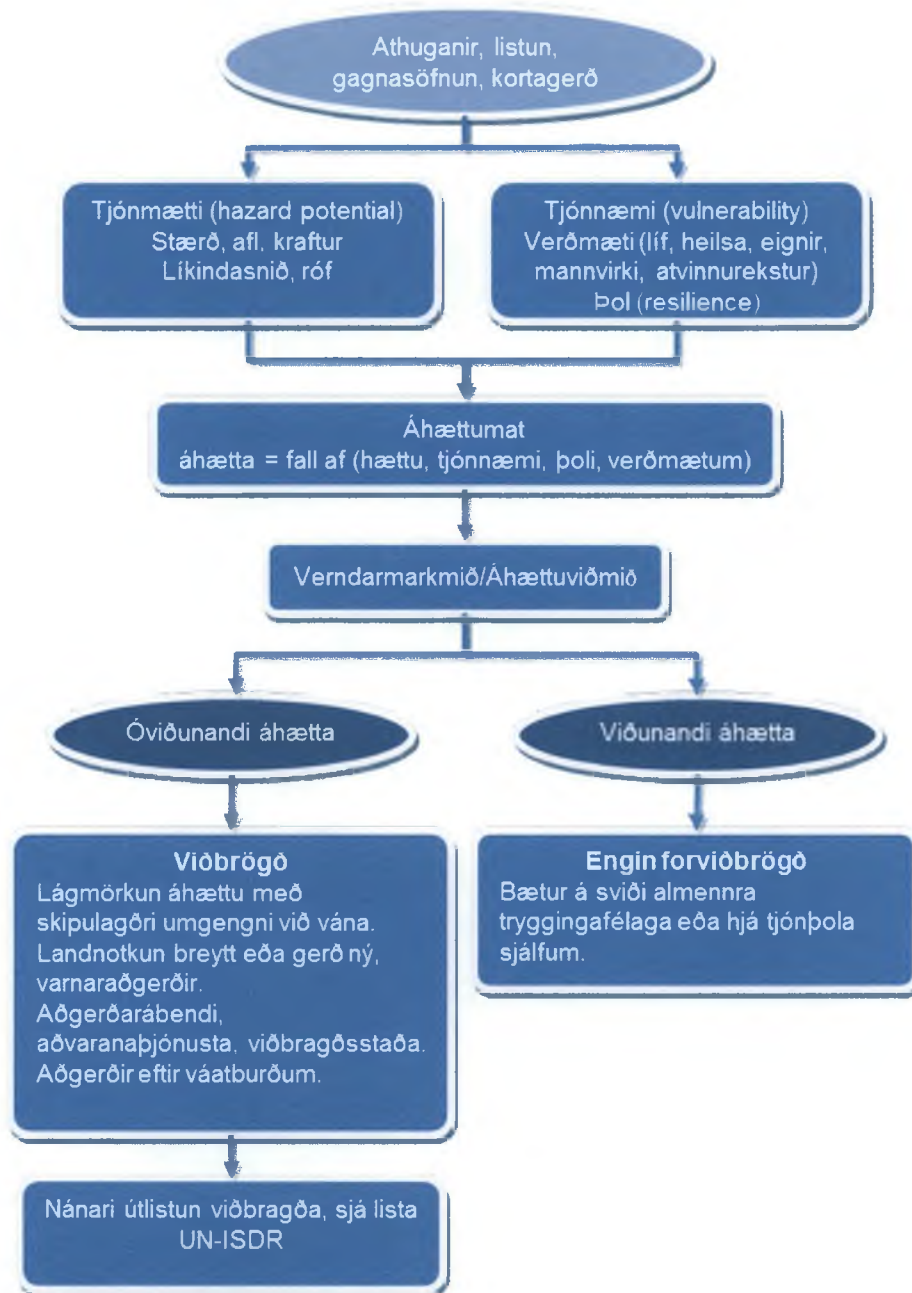 Athuganir, listun,
gagnasöfnun, kortagerð
Tjónmætti (hazard potential)
Stærð, afl, kraftur
Líkindasnið, róf
Tjónnæmi (vulnerability)
Verðmæti (líf, heilsa, eignir,
mannvirki, atvinnurekstur)
Þol (resilience)
Áhættumat
áhætta = fall af (hættu, tjónnæmi, þoli, verðmætum)
Verndarmarkmið/Áhættuviðmið
Óviðunandi áhætta
Viðunandi áhætta
Viðbrögð
Lágmörkun áhættu með
skipulagðri umgengni við vána.
Landnotkun breytt eða gerð ný,
varnaraðgerðir.
Aðgerðarábendi,
aðvaranaþjónusta, viðbragðsstaða.
Aðgerðir eftir váatburðum.
Engin forviðbrögð
Bætur á sviði almennra
tryggingafélaga eða hjá tjónþola
sjálfum.
Nánari útlistun viðbragða, sjá lista
UN-ISDR